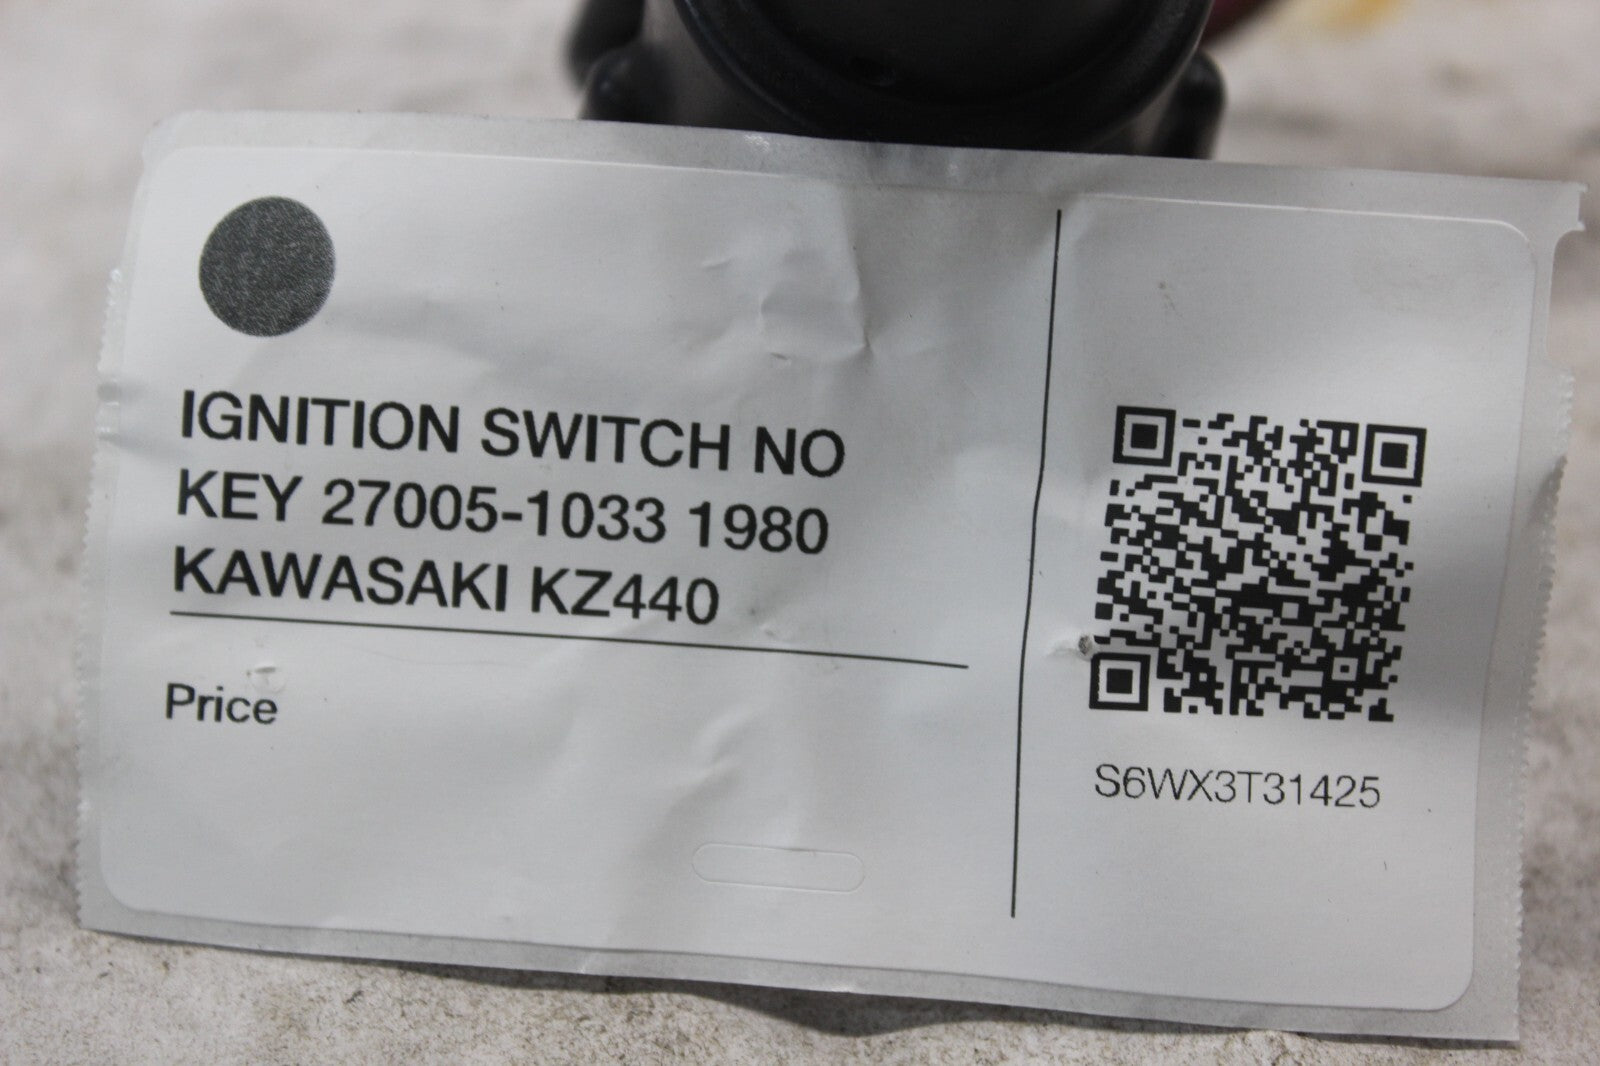 IGNITION SWITCH NO
KEY 27005-1033 1980
KAWASAKI KZ440
Price
S6WX3T31425